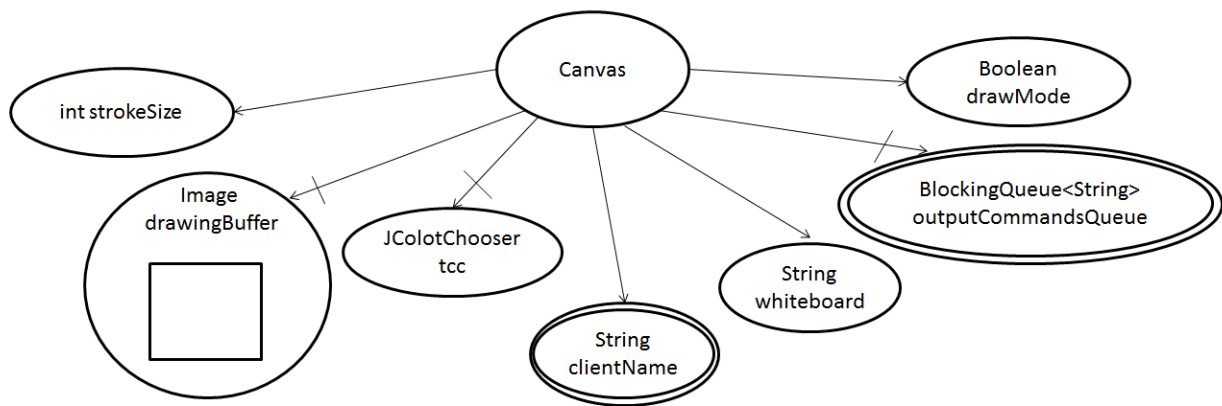 Canvas
Boolean
drawMode
int strokeSize
Image
drawingBuffer
JColotChooser
tcc
String
clientName
String
whiteboard
BlockingQueue<String>
outputCommandsQueue